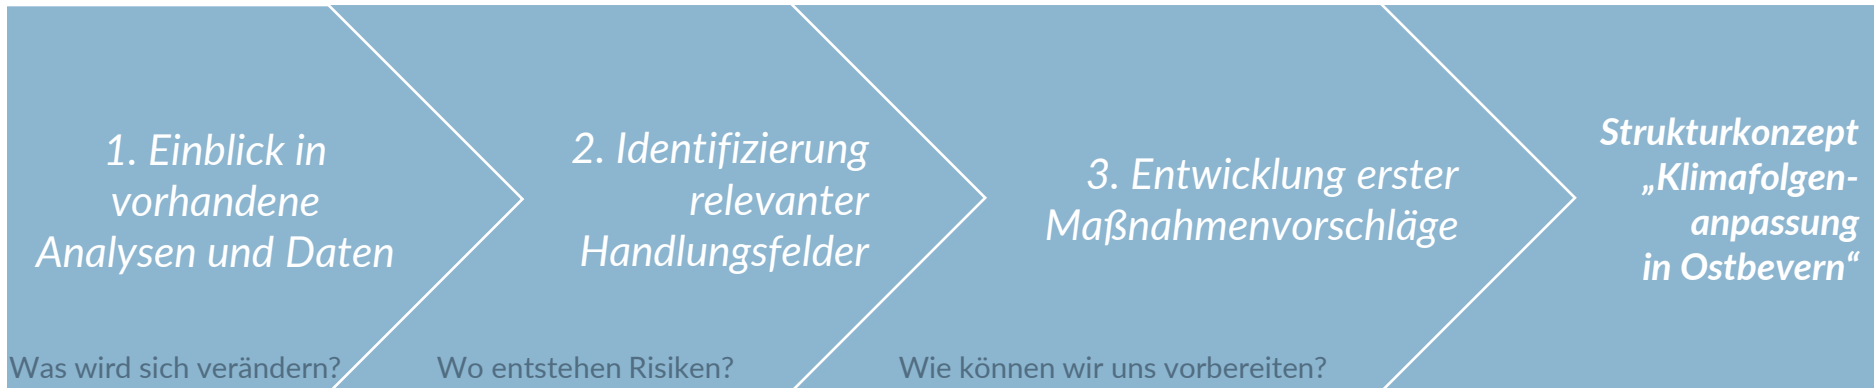 1. Einblick in
vorhandene
Analysen und Daten
Was wird sich verändern?
2. Identifizierung
relevanter
Handlungsfelder
Wo entstehen Risiken?
3. Entwicklung erster
Maßnahmenvorschläge
Wie können wir uns vorbereiten?
Strukturkonzept
„Klimafolgen-
anpassung
in Ostbevern“